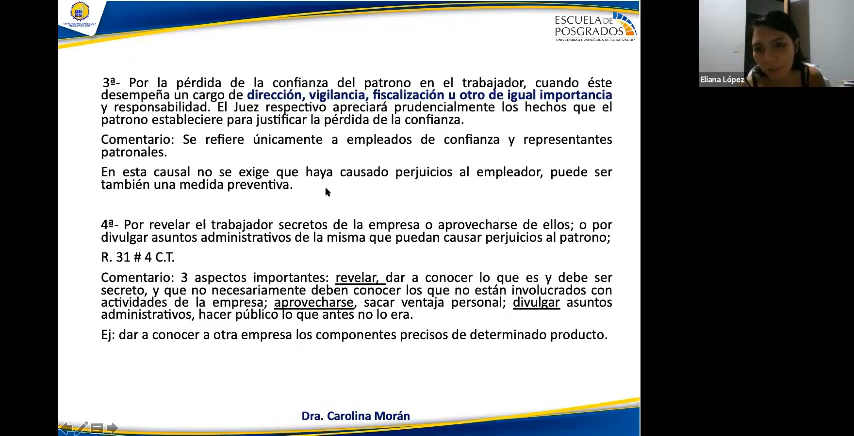 ESCUELA DE
POSGRADOS
3ª- Por la pérdida de la confianza del patrono en el trabajador, cuando éste
desempeña un cargo de dirección, vigilancia, fiscalización u otro de igual importancia
y responsabilidad. El Juez respectivo apreciará prudencialmente los hechos que el
patrono estableciere para justificar la pérdida de la confianza.
Comentario: Se refiere únicamente a empleados de confianza y representantes
patronales.
En esta causal no se exige que haya causado perjuicios al empleador, puede ser
también una medida preventiva.
4ª- Por revelar el trabajador secretos de la empresa o aprovecharse de ellos; o por
divulgar asuntos administrativos de la misma que puedan causar perjuicios al patrono;
R. 31 # 4 C.T.
Comentario: 3 aspectos importantes: revelar, dar a conocer lo que es y debe ser
secreto, y que no necesariamente deben conocer los que no están involucrados con
actividades de la empresa; aprovecharse, sacar ventaja personal; divulgar asuntos
administrativos, hacer público lo que antes no lo era.
Ej: dar a conocer a otra empresa los componentes precisos de determinado producto.
Dra. Carolina Morán
Eliana López